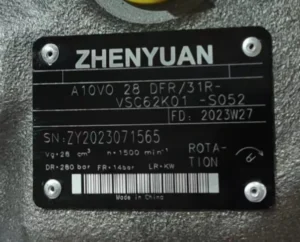 ZHENYUAN
A10VO 28 DFR/31R-
VSC62K01 -S052
FD: 2023W27
SN:ZY2023071565
Vg=28 cm³ n=1500 min⁻¹
ROTA-
TION
DR=280 bar FR=14bar LR=KW
Made in China